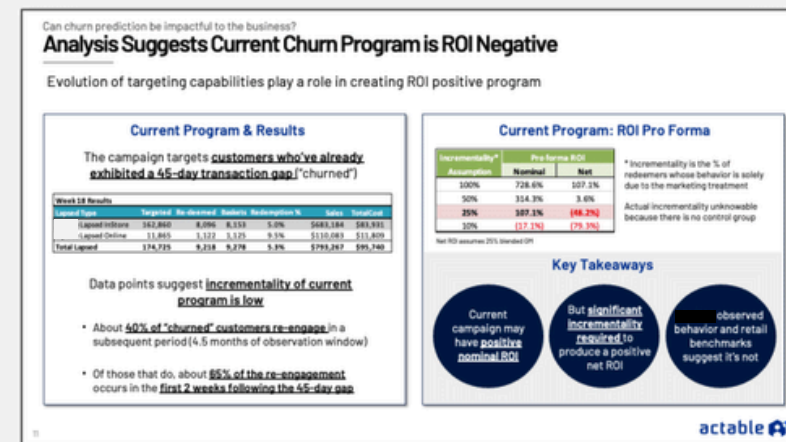 Can churn prediction be impactful to the business?
Analysis Suggests Current Churn Program is ROI Negative
Evolution of targeting capabilities play a role in creating ROI positive program
Current Program & Results
The campaign targets customers who've already
exhibited a 45-day transaction gap ("churned")
Week 18 Results
Lapsed Type Targeted Re-deemed Baskets Redemption % Sales TotalCost
Lapsed InStore 162,860 8,096 8,153 5.0% $683,184 $83,931
Lapsed Online 11,865 1,122 1,125 9.5% $110,083 $11,809
Total Lapsed 174,725 9,218 9,278 5.3% $793,267 $95,740
Data points suggest incrementality of current
program is low
• About 40% of "churned" customers re-engage in a
subsequent period (4.5 months of observation window)
• Of those that do, about 65% of the re-engagement
occurs in the first 2 weeks following the 45-day gap
Current Program: ROI Pro Forma
Incrementality* Pro forma ROI
Assumption Nominal Net
100% 728.6% 107.1%
50% 314.3% 3.6%
25% 107.1% (48.2%)
10% (17.1%) (79.3%)
Net ROI assumes 25% blended GM
* Incrementality is the % of
redeemers whose behavior is solely
due to the marketing treatment
Actual incrementality unknowable
because there is no control group
Key Takeaways
Current
campaign may
have positive
nominal ROI
But significant
incrementality
required to
produce a positive
net ROI
observed
behavior and retail
benchmarks
suggest it's not
11
actable